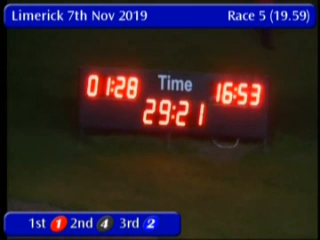 Limerick 7th Nov 2019 Race 5 (19.59)
01:28 Time 16:53
29:21
1st 1 2nd 4 3rd 2